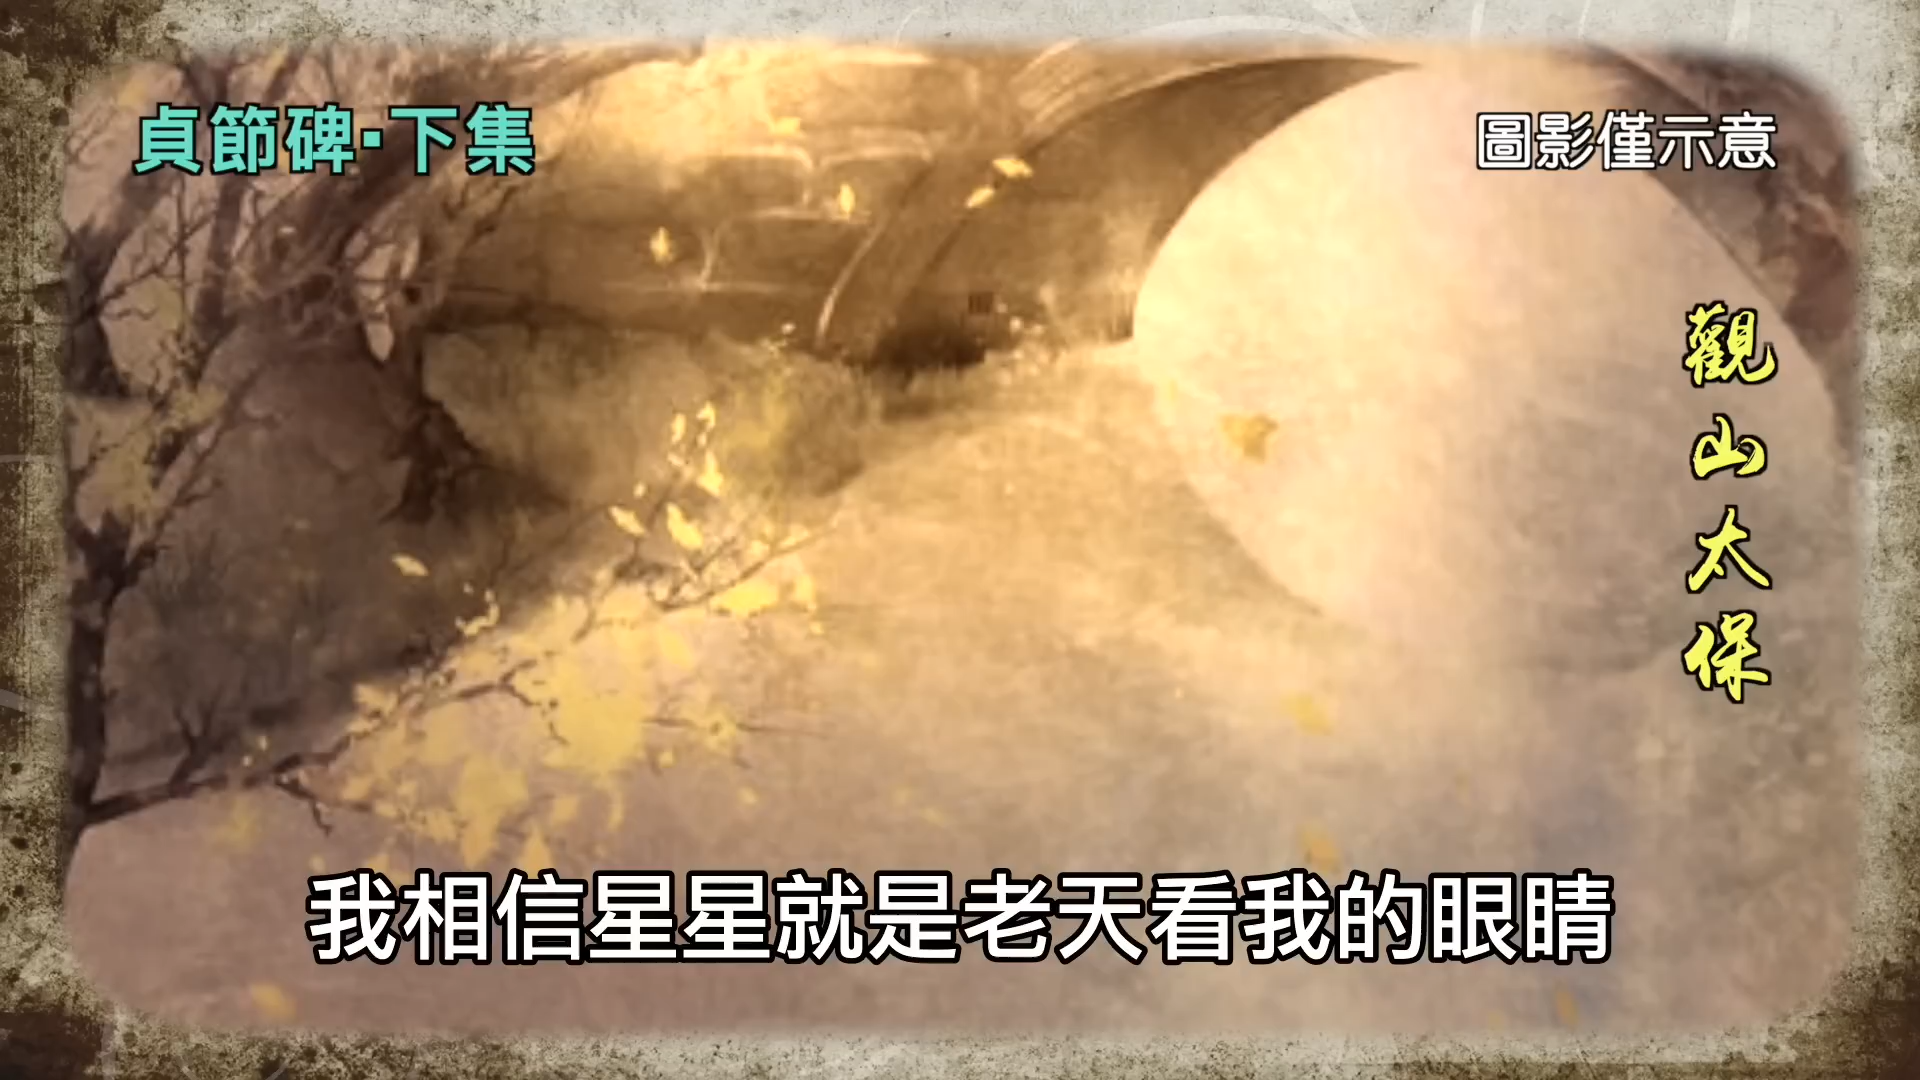 貞節碑·下集
圖影僅示意
觀山太保
我相信星星就是老天看我的眼睛